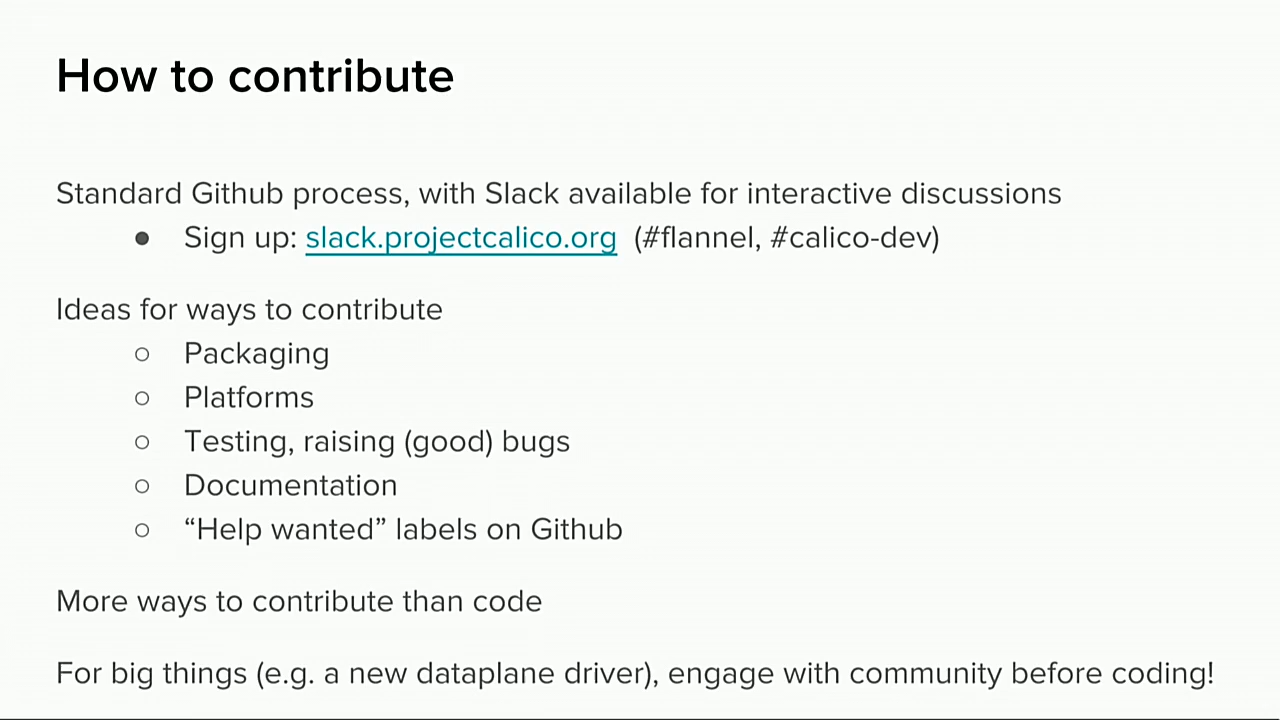 How to contribute
Standard Github process, with Slack available for interactive discussions
● Sign up: slack.projectcalico.org (#flannel, #calico-dev)
Ideas for ways to contribute
○ Packaging
○ Platforms
○ Testing, raising (good) bugs
○ Documentation
○ “Help wanted” labels on Github
More ways to contribute than code
For big things (e.g. a new dataplane driver), engage with community before coding!